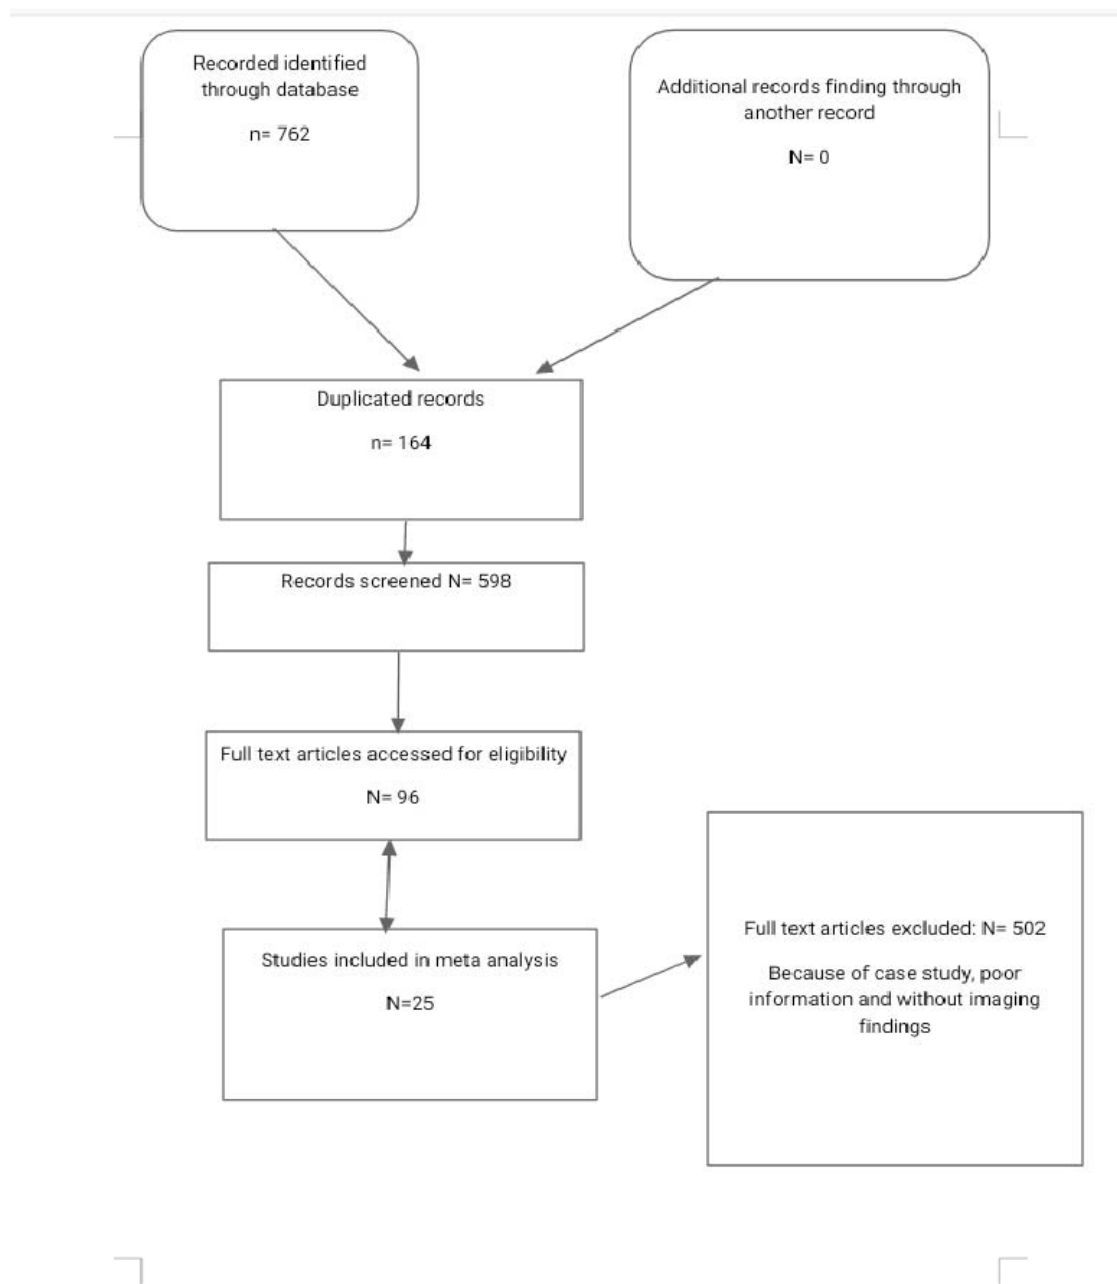 Recorded identified
through database
n= 762
Additional records finding through
another record
N= 0
Duplicated records
n= 164
Records screened N= 598
Full text articles accessed for eligibility
N= 96
Studies included in meta analysis
N=25
Full text articles excluded: N= 502
Because of case study, poor
information and without imaging
findings